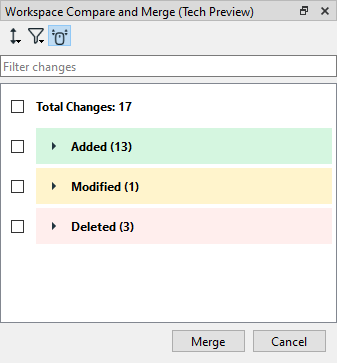 Workspace Compare and Merge (Tech Preview)
Filter changes
Total Changes: 17
Added (13)
Modified (1)
Deleted (3)
Merge Cancel